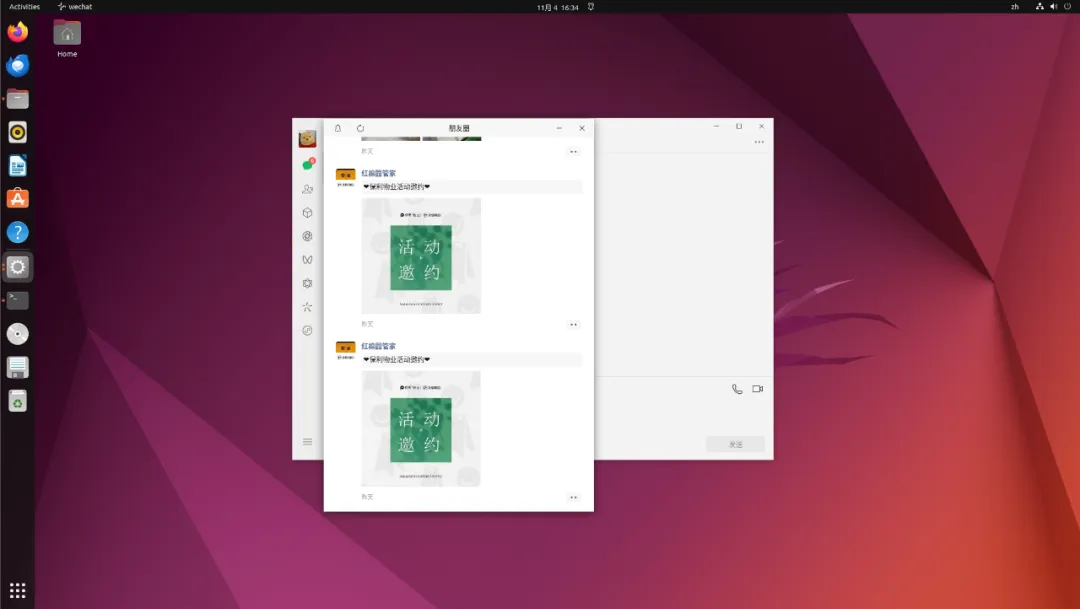 Activities
wechat
11月 4 16:34
zh
Home
朋友圈
昨天
红棉园管家
❤保利物业活动邀约❤
活动
邀约
昨天
红棉园管家
❤保利物业活动邀约❤
活动
邀约
昨天
发送